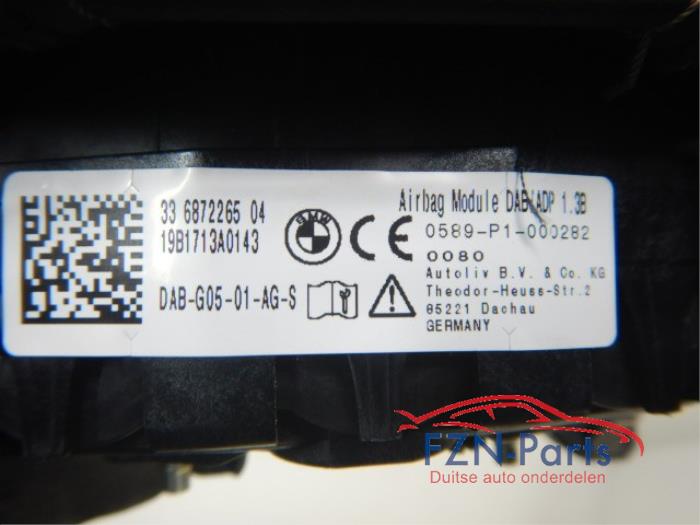 33 6872265 04
19B1713A0143
DAB-G05-01-AG-S
BMW
Airbag Module DAB/ADP 1.3B
0589-P1-000282
0080
Autoliv B.V. & Co. KG
Theodor-Heuss-Str.2
85221 Dachau
GERMANY
FZN-Parts
Duitse auto onderdelen